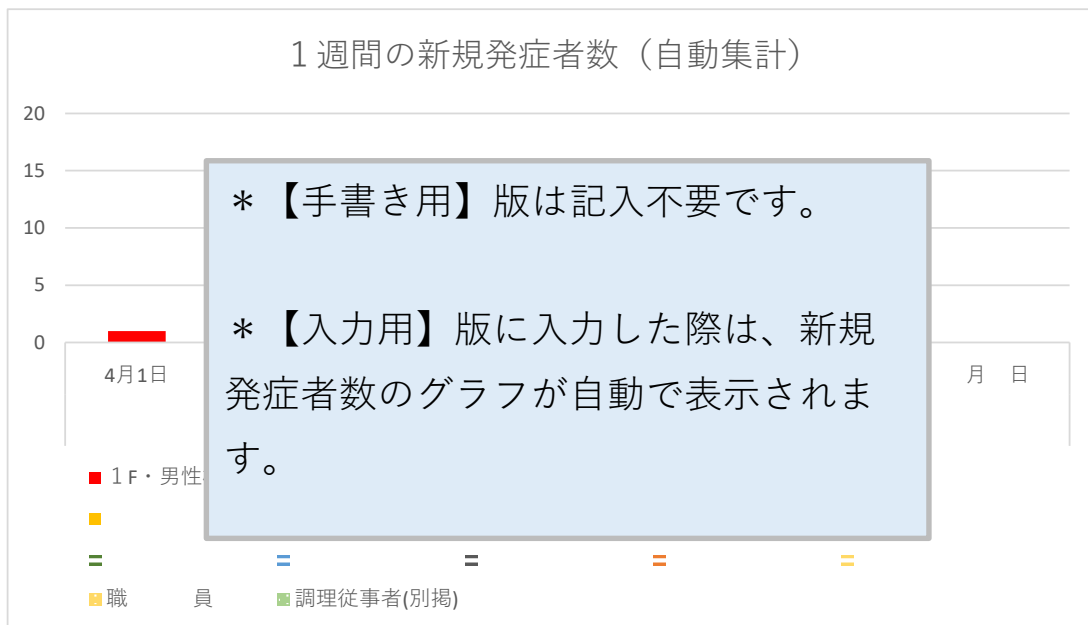 １週間の新規発症者数（自動集計）
20
15
10
5
0
4月1日
月　日
＊【手書き用】版は記入不要です。
＊【入力用】版に入力した際は、新規
発症者数のグラフが自動で表示されま
す。
１F・男性
職　　　員
調理従事者(別掲)